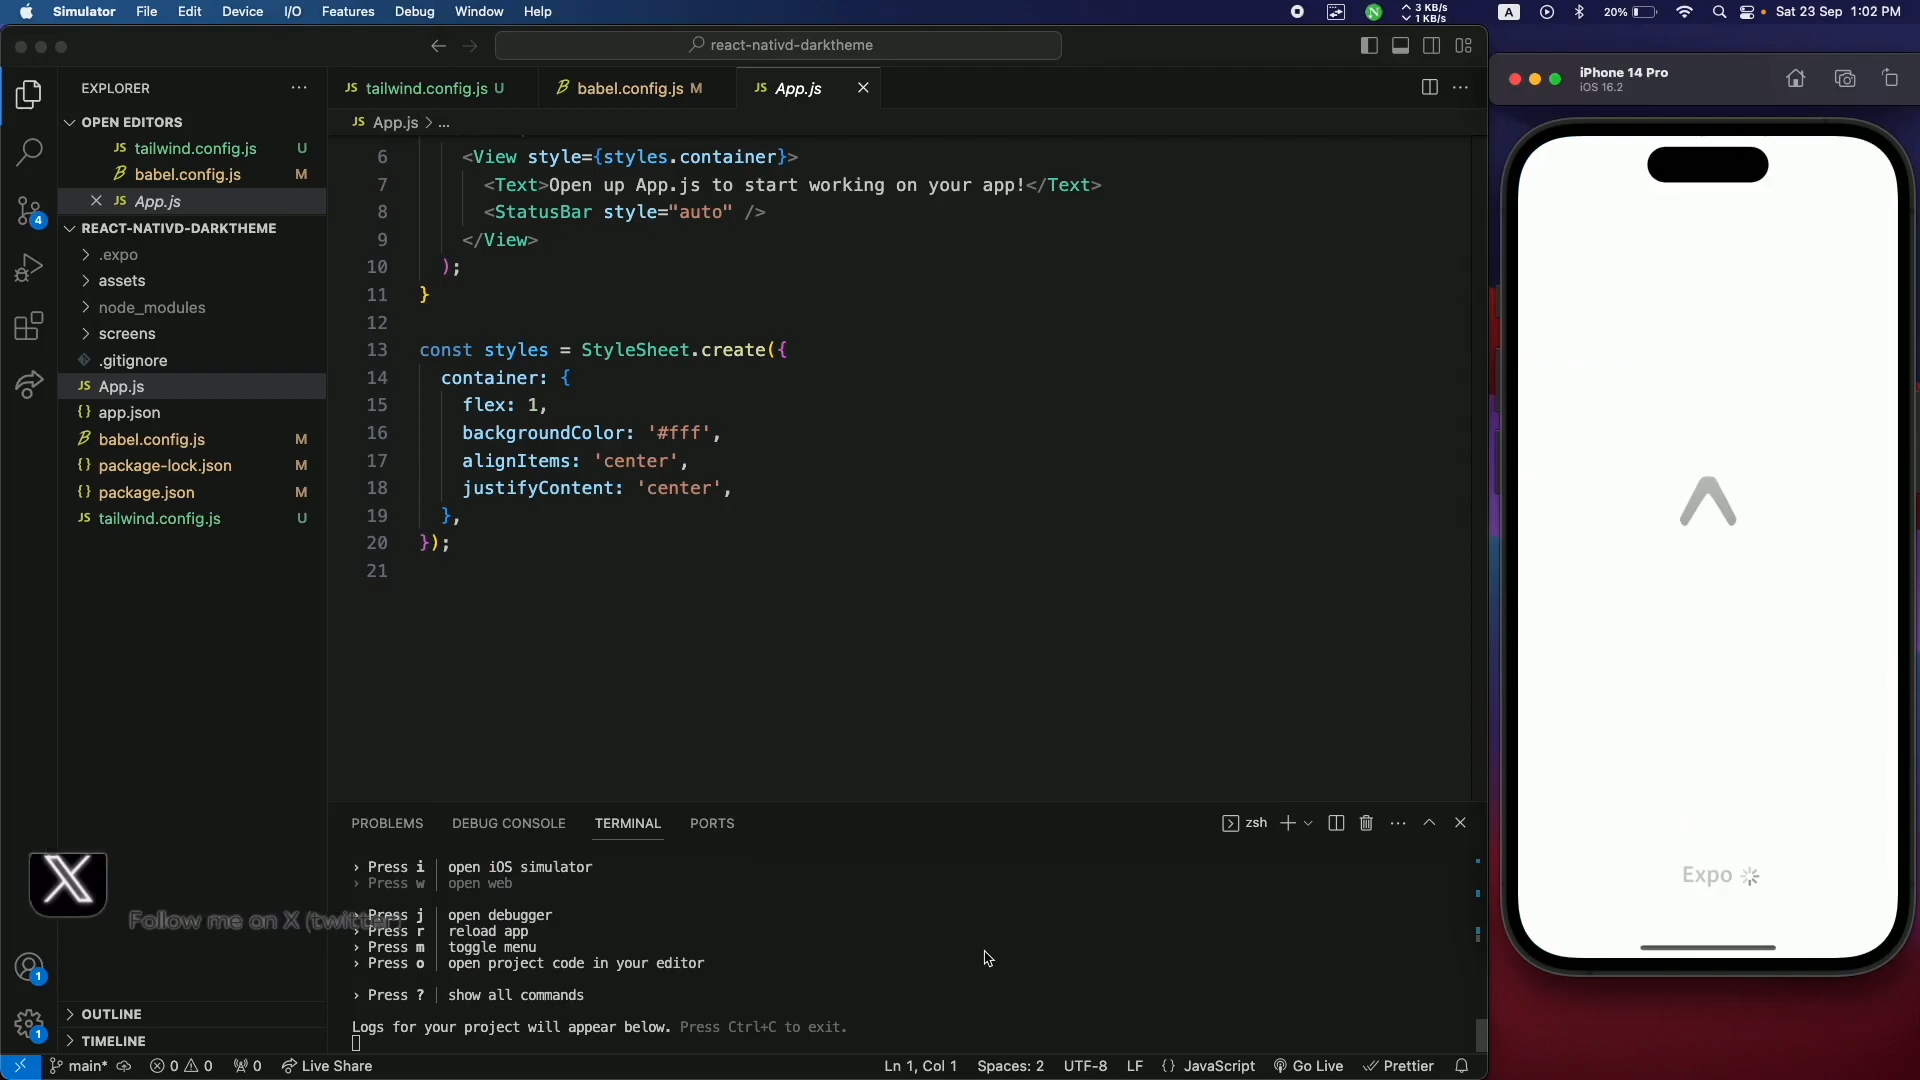 Simulator File Edit Device I/O Features Debug Window Help
N 3 KB/s 1 KB/s A 20% Sat 23 Sep 1:02 PM
react-nativd-darktheme
iPhone 14 Pro
iOS 16.2
EXPLORER
OPEN EDITORS
JS tailwind.config.js U
babel.config.js M
JS App.js
REACT-NATIVD-DARKTHEME
.expo
assets
node_modules
screens
.gitignore
JS App.js
{} app.json
babel.config.js M
{} package-lock.json M
{} package.json M
JS tailwind.config.js U
OUTLINE
TIMELINE
4
1
1
JS tailwind.config.js U babel.config.js M JS App.js
JS App.js > ...
6 <View style={styles.container}>
7 <Text>Open up App.js to start working on your app!</Text>
8 <StatusBar style="auto" />
9 </View>
10 );
11 }
12
13 const styles = StyleSheet.create({
14 container: {
15 flex: 1,
16 backgroundColor: '#fff',
17 alignItems: 'center',
18 justifyContent: 'center',
19 },
20 });
21
PROBLEMS DEBUG CONSOLE TERMINAL PORTS
zsh
› Press i | open iOS simulator
› Press w | open web
› Press j | open debugger
› Press r | reload app
› Press m | toggle menu
› Press o | open project code in your editor
› Press ? | show all commands
Logs for your project will appear below. Press Ctrl+C to exit.
X
Follow me on X (twitter)
Expo
main* 0 0 0 Live Share
Ln 1, Col 1 Spaces: 2 UTF-8 LF {} JavaScript Go Live Prettier